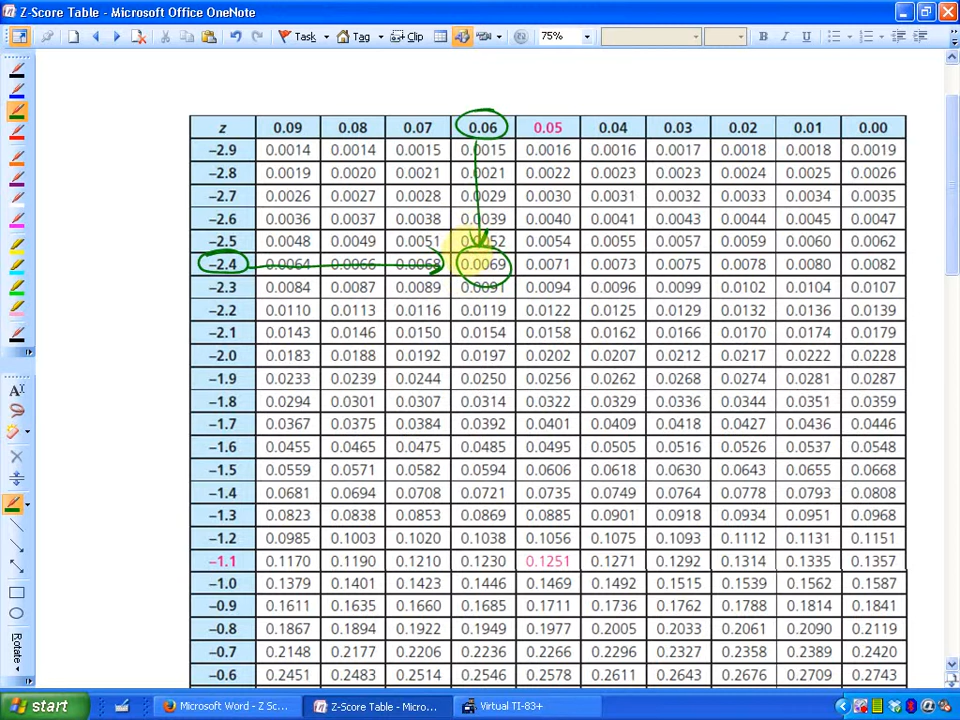 Z-Score Table - Microsoft Office OneNote
Task Tag Clip 75% B I U
z 0.09 0.08 0.07 0.06 0.05 0.04 0.03 0.02 0.01 0.00
−2.9 0.0014 0.0014 0.0015 0.0015 0.0016 0.0016 0.0017 0.0018 0.0018 0.0019
−2.8 0.0019 0.0020 0.0021 0.0021 0.0022 0.0023 0.0023 0.0024 0.0025 0.0026
−2.7 0.0026 0.0027 0.0028 0.0029 0.0030 0.0031 0.0032 0.0033 0.0034 0.0035
−2.6 0.0036 0.0037 0.0038 0.0039 0.0040 0.0041 0.0043 0.0044 0.0045 0.0047
−2.5 0.0048 0.0049 0.0051 0.0052 0.0054 0.0055 0.0057 0.0059 0.0060 0.0062
−2.4 0.0064 0.0066 0.0068 0.0069 0.0071 0.0073 0.0075 0.0078 0.0080 0.0082
−2.3 0.0084 0.0087 0.0089 0.0091 0.0094 0.0096 0.0099 0.0102 0.0104 0.0107
−2.2 0.0110 0.0113 0.0116 0.0119 0.0122 0.0125 0.0129 0.0132 0.0136 0.0139
−2.1 0.0143 0.0146 0.0150 0.0154 0.0158 0.0162 0.0166 0.0170 0.0174 0.0179
−2.0 0.0183 0.0188 0.0192 0.0197 0.0202 0.0207 0.0212 0.0217 0.0222 0.0228
−1.9 0.0233 0.0239 0.0244 0.0250 0.0256 0.0262 0.0268 0.0274 0.0281 0.0287
−1.8 0.0294 0.0301 0.0307 0.0314 0.0322 0.0329 0.0336 0.0344 0.0351 0.0359
−1.7 0.0367 0.0375 0.0384 0.0392 0.0401 0.0409 0.0418 0.0427 0.0436 0.0446
−1.6 0.0455 0.0465 0.0475 0.0485 0.0495 0.0505 0.0516 0.0526 0.0537 0.0548
−1.5 0.0559 0.0571 0.0582 0.0594 0.0606 0.0618 0.0630 0.0643 0.0655 0.0668
−1.4 0.0681 0.0694 0.0708 0.0721 0.0735 0.0749 0.0764 0.0778 0.0793 0.0808
−1.3 0.0823 0.0838 0.0853 0.0869 0.0885 0.0901 0.0918 0.0934 0.0951 0.0968
−1.2 0.0985 0.1003 0.1020 0.1038 0.1056 0.1075 0.1093 0.1112 0.1131 0.1151
−1.1 0.1170 0.1190 0.1210 0.1230 0.1251 0.1271 0.1292 0.1314 0.1335 0.1357
−1.0 0.1379 0.1401 0.1423 0.1446 0.1469 0.1492 0.1515 0.1539 0.1562 0.1587
−0.9 0.1611 0.1635 0.1660 0.1685 0.1711 0.1736 0.1762 0.1788 0.1814 0.1841
−0.8 0.1867 0.1894 0.1922 0.1949 0.1977 0.2005 0.2033 0.2061 0.2090 0.2119
−0.7 0.2148 0.2177 0.2206 0.2236 0.2266 0.2296 0.2327 0.2358 0.2389 0.2420
−0.6 0.2451 0.2483 0.2514 0.2546 0.2578 0.2611 0.2643 0.2676 0.2709 0.2743
Rotate
start Microsoft Word - Z Sc... Z-Score Table - Micro... Virtual TI-83+